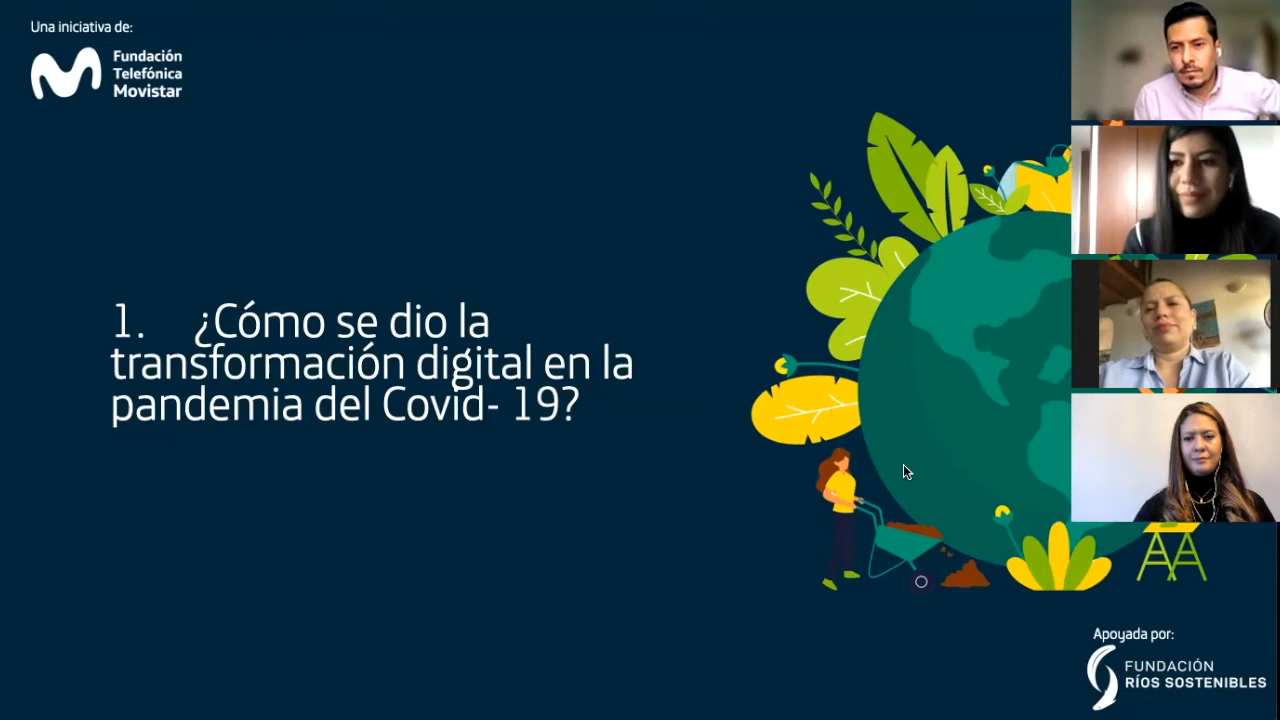 Una iniciativa de:
Fundación
Telefónica
Movistar
1. ¿Cómo se dio la
transformación digital en la
pandemia del Covid- 19?
Apoyada por:
FUNDACIÓN
RÍOS SOSTENIBLES